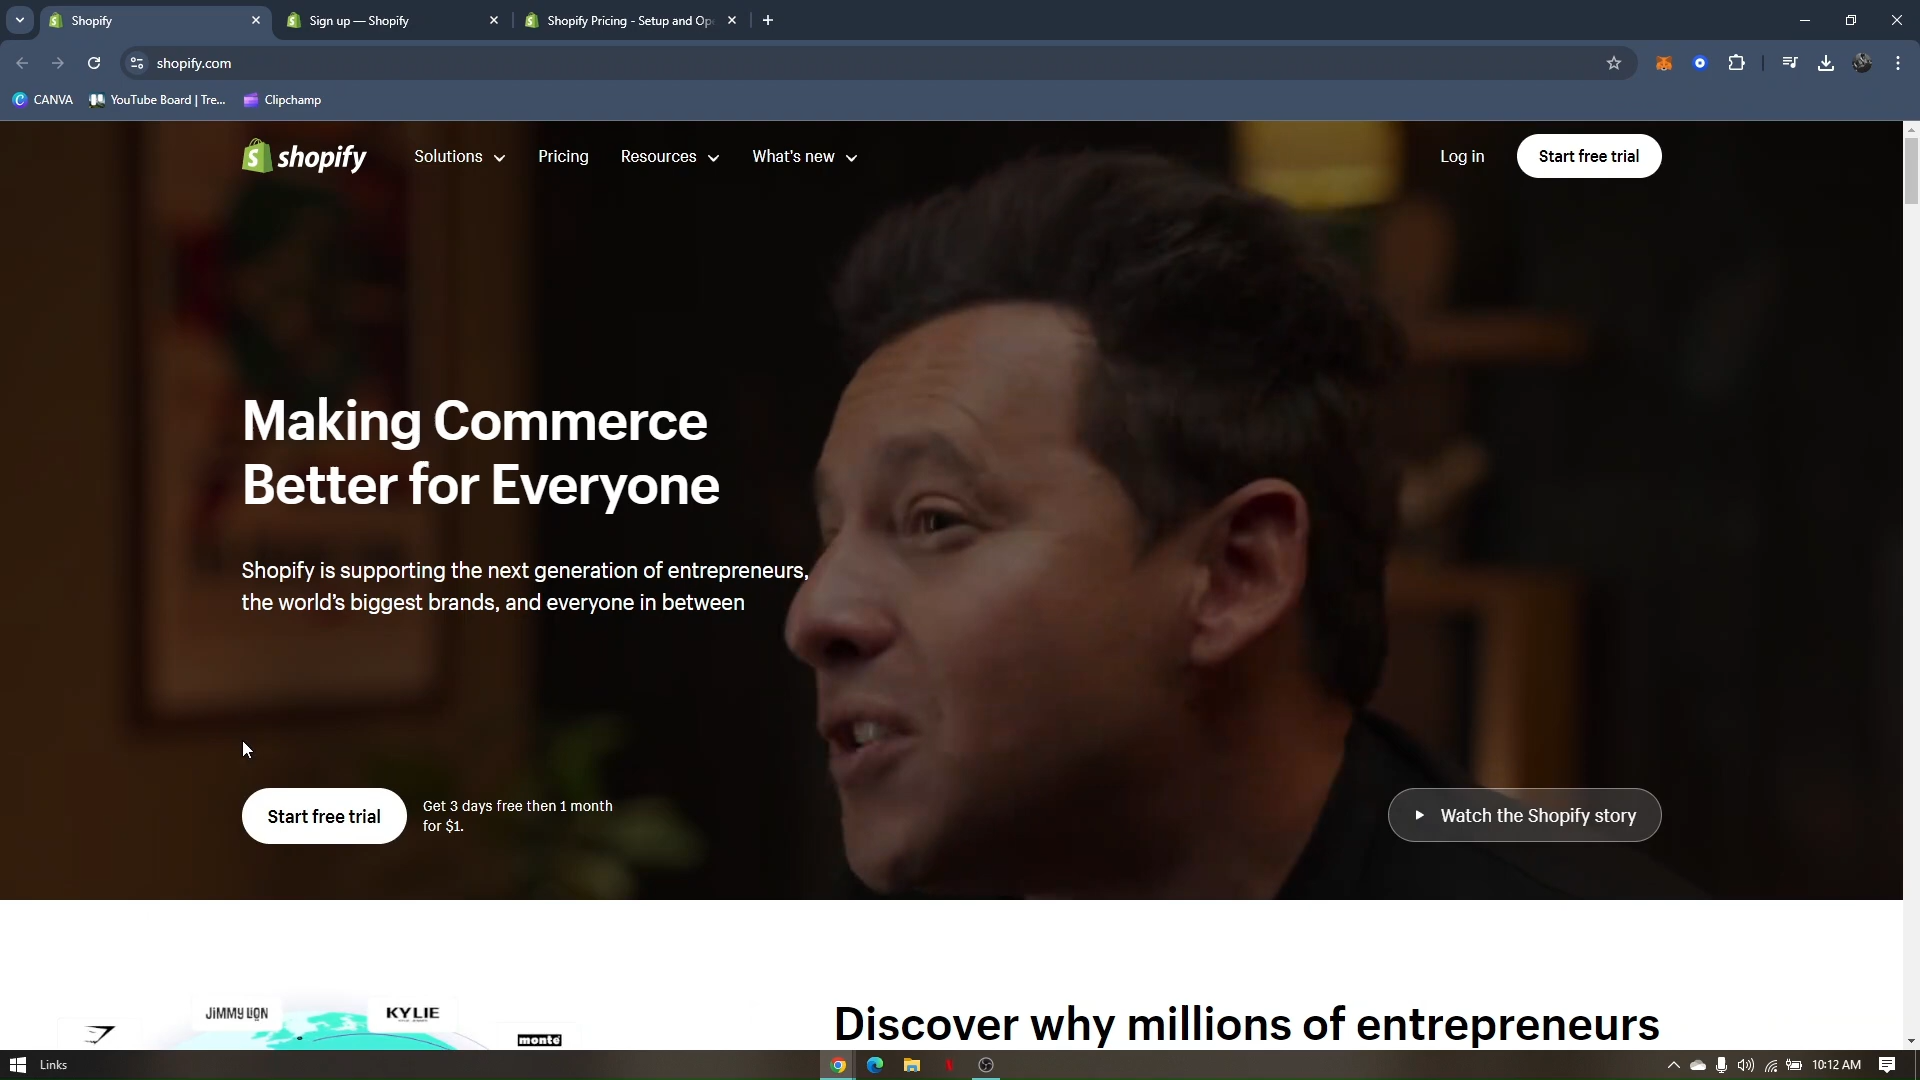 Shopify
Sign up — Shopify
Shopify Pricing - Setup and Op
shopify.com
CANVA
YouTube Board | Tre...
Clipchamp
shopify
Solutions
Pricing
Resources
What's new
Log in
Start free trial
Making Commerce
Better for Everyone
Shopify is supporting the next generation of entrepreneurs,
the world's biggest brands, and everyone in between
Start free trial
Get 3 days free then 1 month
for $1.
Watch the Shopify story
JIMMY LION
KYLIE
monte
Discover why millions of entrepreneurs
Links
10:12 AM